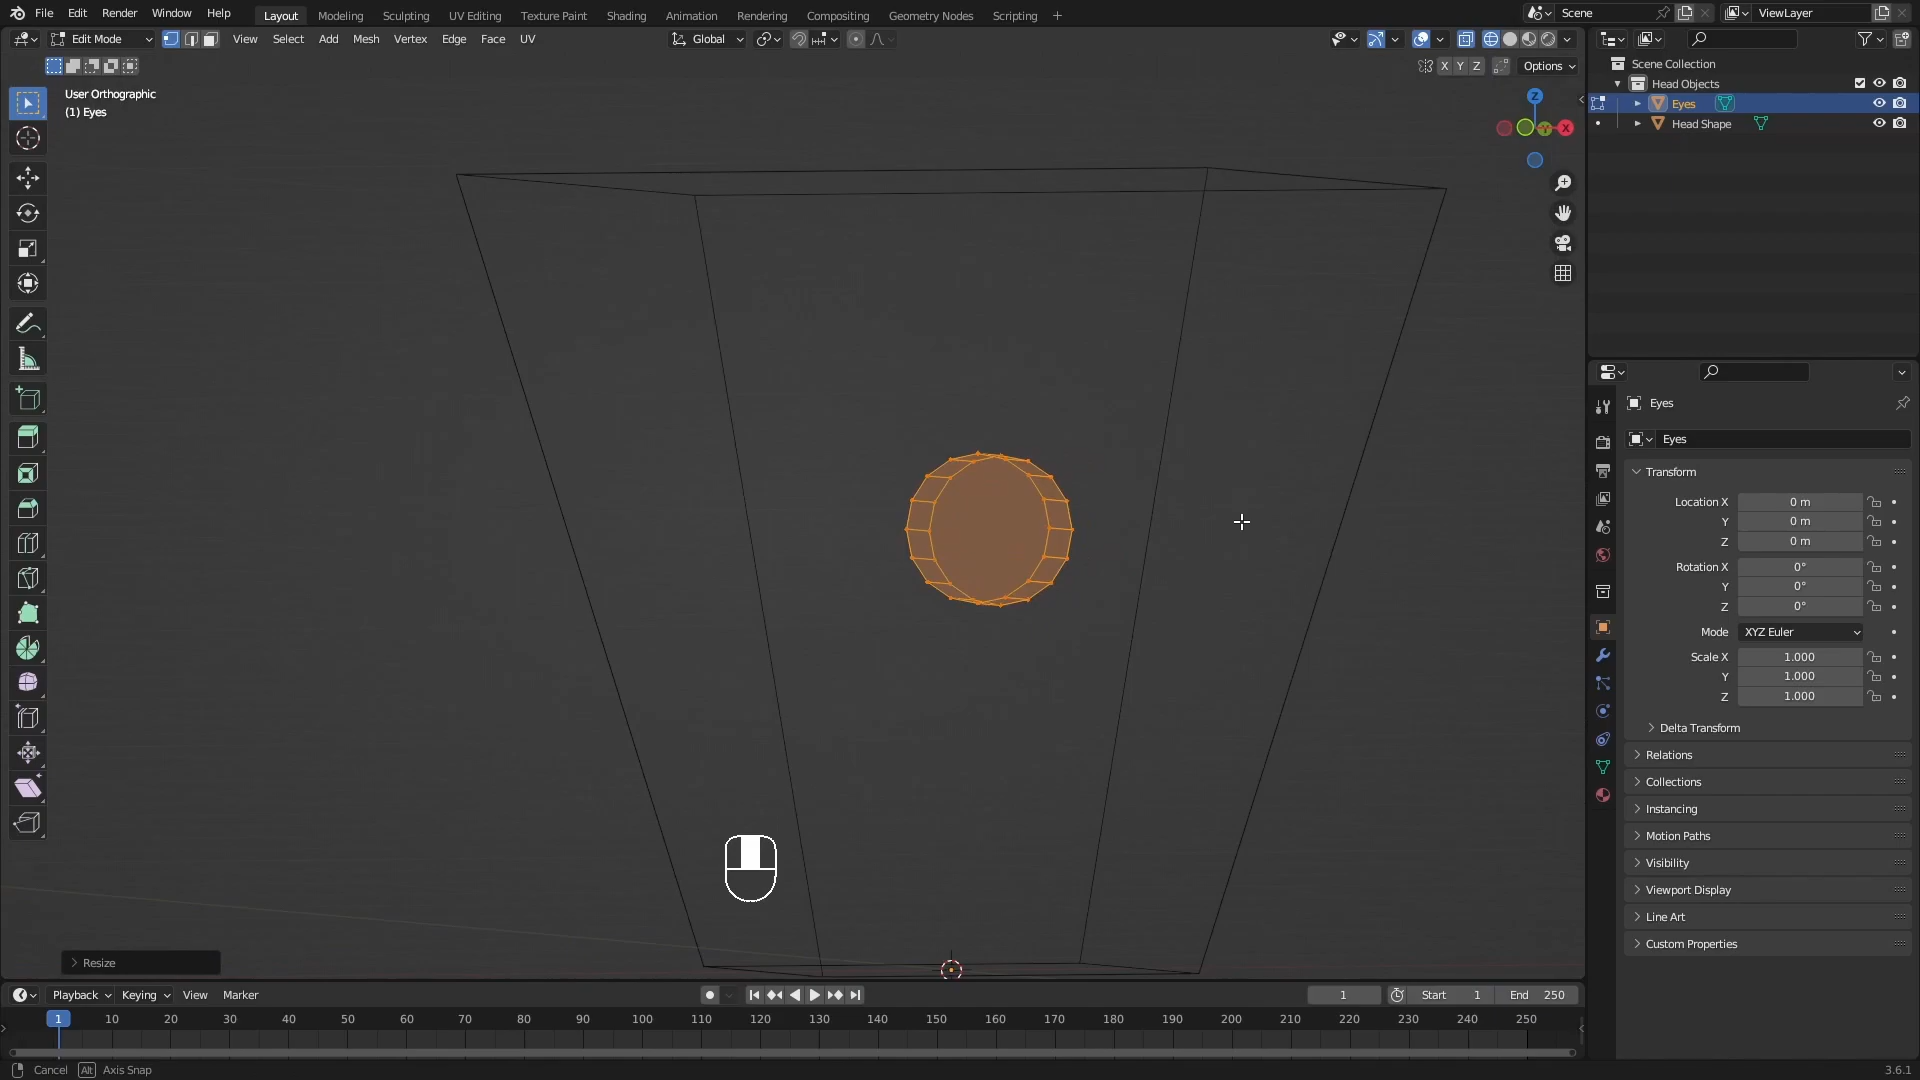 File Edit Render Window Help Layout Modeling Sculpting UV Editing Texture Paint Shading Animation Rendering Compositing Geometry Nodes Scripting + Scene ViewLayer
Edit Mode View Select Add Mesh Vertex Edge Face UV Global
X Y Z Options
User Orthographic
(1) Eyes
Z
X
Scene Collection
Head Objects
Eyes
Head Shape
Eyes
Eyes
Transform
Location X 0 m
Y 0 m
Z 0 m
Rotation X 0°
Y 0°
Z 0°
Mode XYZ Euler
Scale X 1.000
Y 1.000
Z 1.000
Delta Transform
Relations
Collections
Instancing
Motion Paths
Visibility
Viewport Display
Line Art
Custom Properties
Resize
Playback Keying View Marker 1 Start 1 End 250
1 10 20 30 40 50 60 70 80 90 100 110 120 130 140 150 160 170 180 190 200 210 220 230 240 250
Cancel Alt Axis Snap 3.6.1